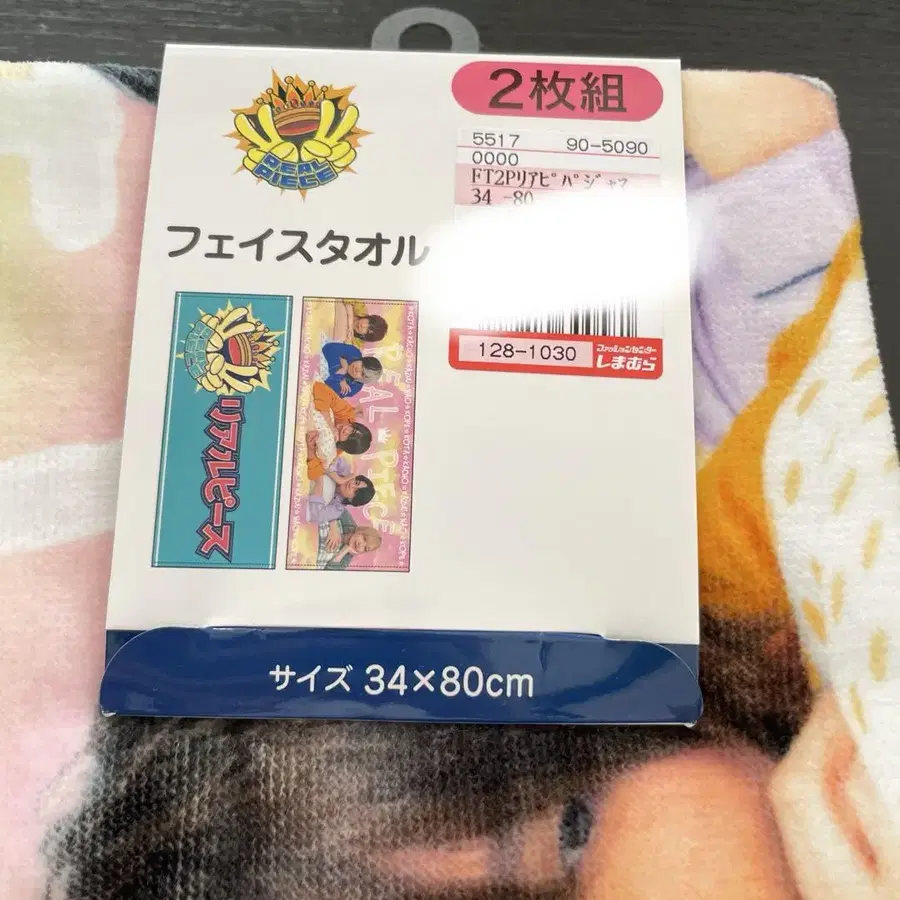 2枚組
5517 90-5090
0000
FT2Pリアピパジャマ
34 -80
REAL
PIECE
フェイスタオル
128-1030
ファッションセンター
しまむら
リアルピース
REAL PIECE
サイズ 34×80cm